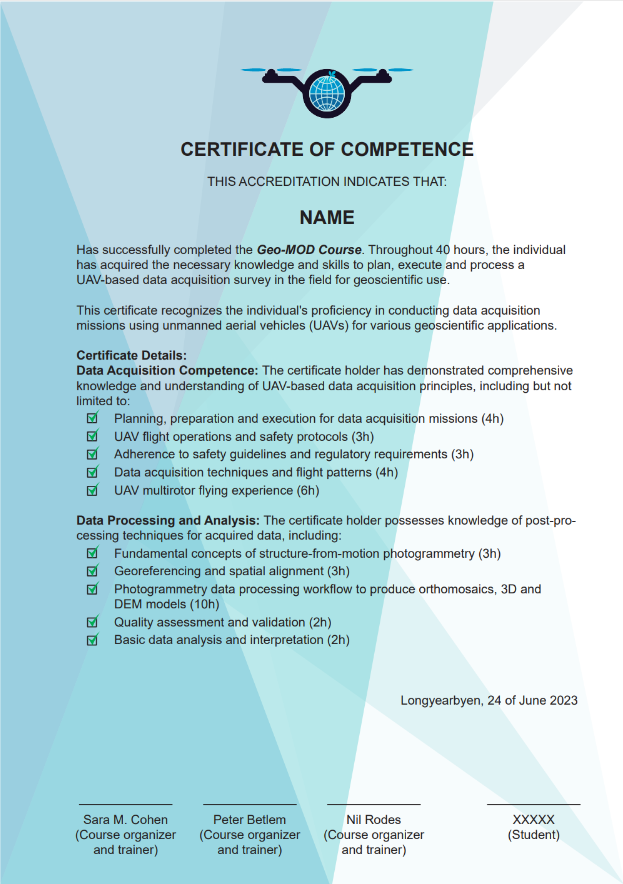 CERTIFICATE OF COMPETENCE
THIS ACCREDITATION INDICATES THAT:
NAME
Has successfully completed the Geo-MOD Course. Throughout 40 hours, the individual
has acquired the necessary knowledge and skills to plan, execute and process a
UAV-based data acquisition survey in the field for geoscientific use.
This certificate recognizes the individual's proficiency in conducting data acquisition
missions using unmanned aerial vehicles (UAVs) for various geoscientific applications.
Certificate Details:
Data Acquisition Competence: The certificate holder has demonstrated comprehensive
knowledge and understanding of UAV-based data acquisition principles, including but not
limited to:
Planning, preparation and execution for data acquisition missions (4h)
UAV flight operations and safety protocols (3h)
Adherence to safety guidelines and regulatory requirements (3h)
Data acquisition techniques and flight patterns (4h)
UAV multirotor flying experience (6h)
Data Processing and Analysis: The certificate holder possesses knowledge of post-pro-
cessing techniques for acquired data, including:
Fundamental concepts of structure-from-motion photogrammetry (3h)
Georeferencing and spatial alignment (3h)
Photogrammetry data processing workflow to produce orthomosaics, 3D and
DEM models (10h)
Quality assessment and validation (2h)
Basic data analysis and interpretation (2h)
Longyearbyen, 24 of June 2023
Sara M. Cohen
(Course organizer
and trainer)
Peter Betlem
(Course organizer
and trainer)
Nil Rodes
(Course organizer
and trainer)
XXXXX
(Student)